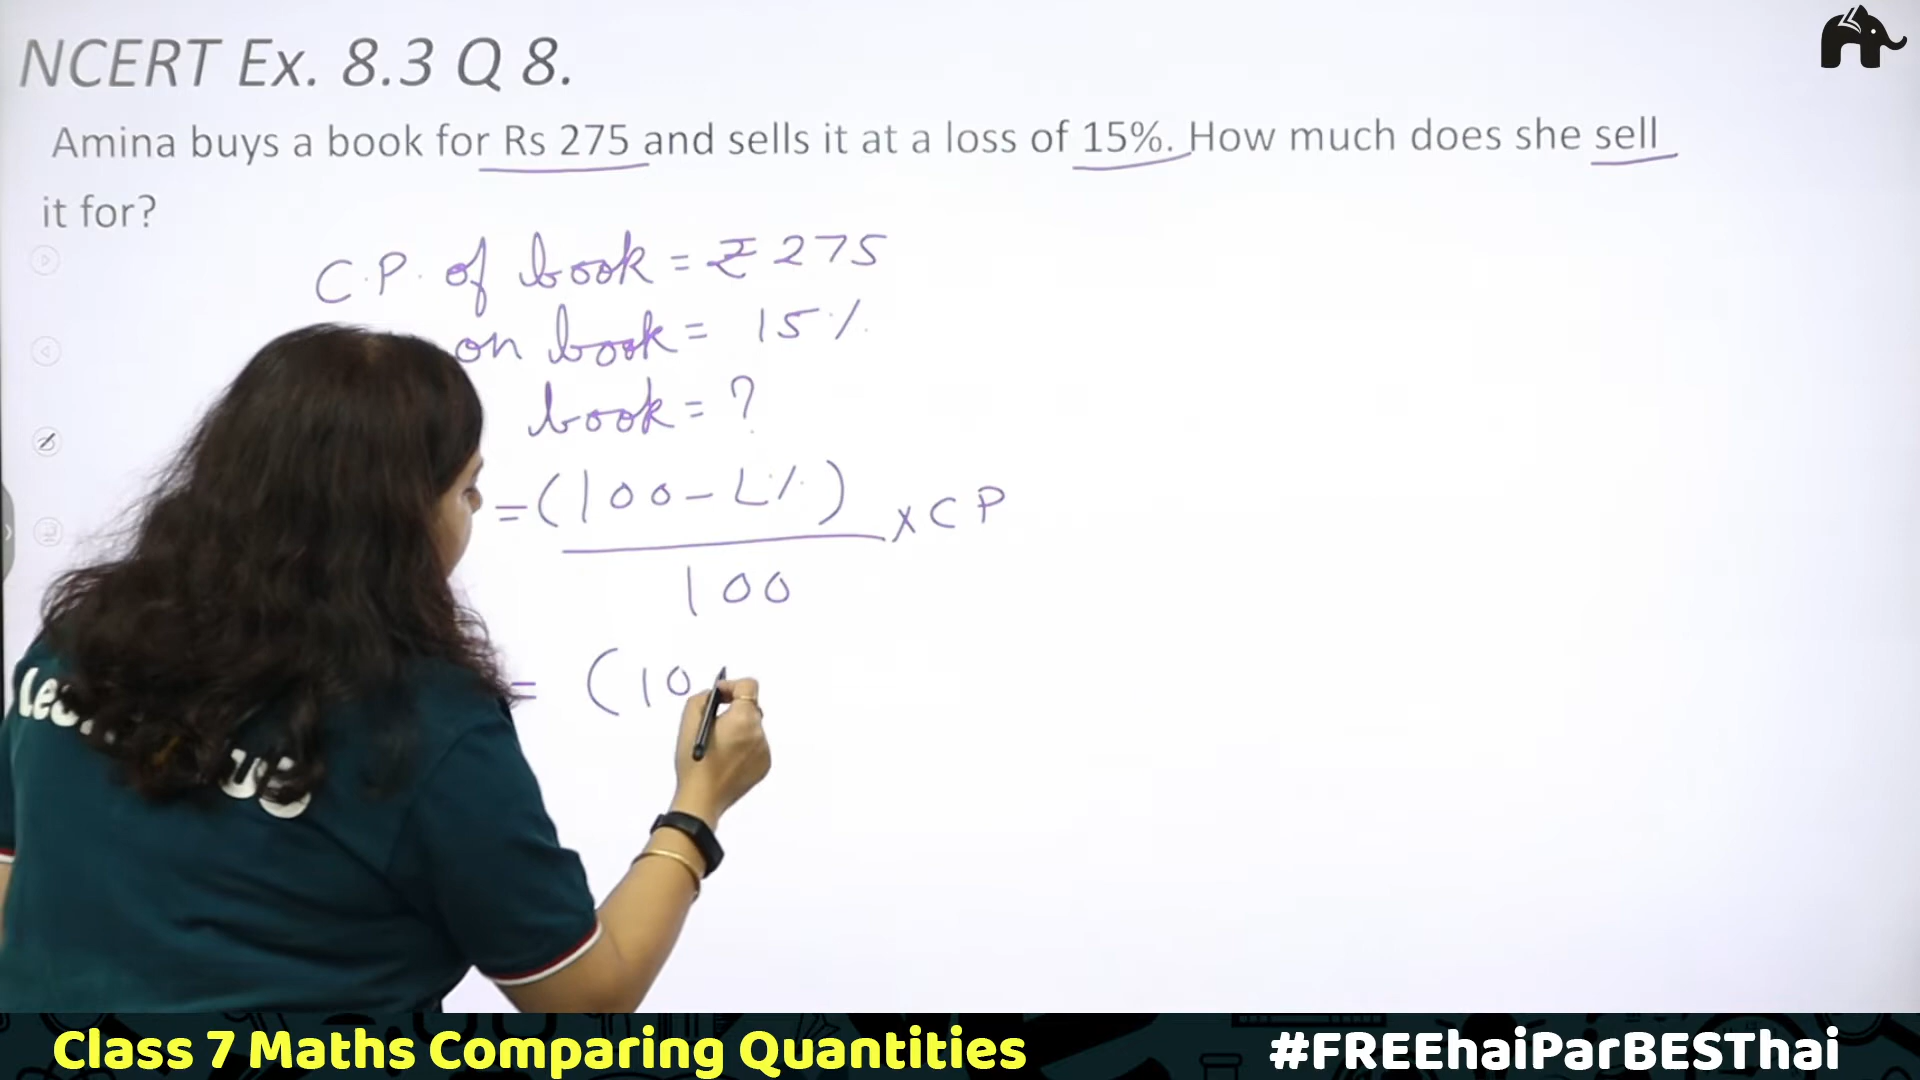 NCERT Ex. 8.3 Q 8.
Amina buys a book for Rs 275 and sells it at a loss of 15%. How much does she sell
it for?
C.P. of book = ₹ 275
on book = 15%
book = ?
= (100 - L%) × CP
100
= (10
Class 7 Maths Comparing Quantities
#FREEhaiParBESThai